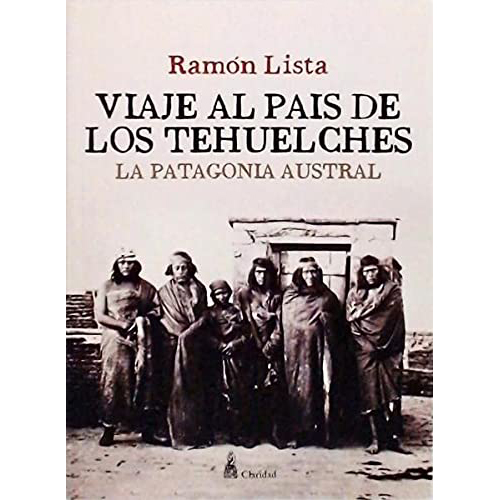 Ramón Lista
VIAJE AL PAIS DE
LOS TEHUELCHES
LA PATAGONIA AUSTRAL
Claridad